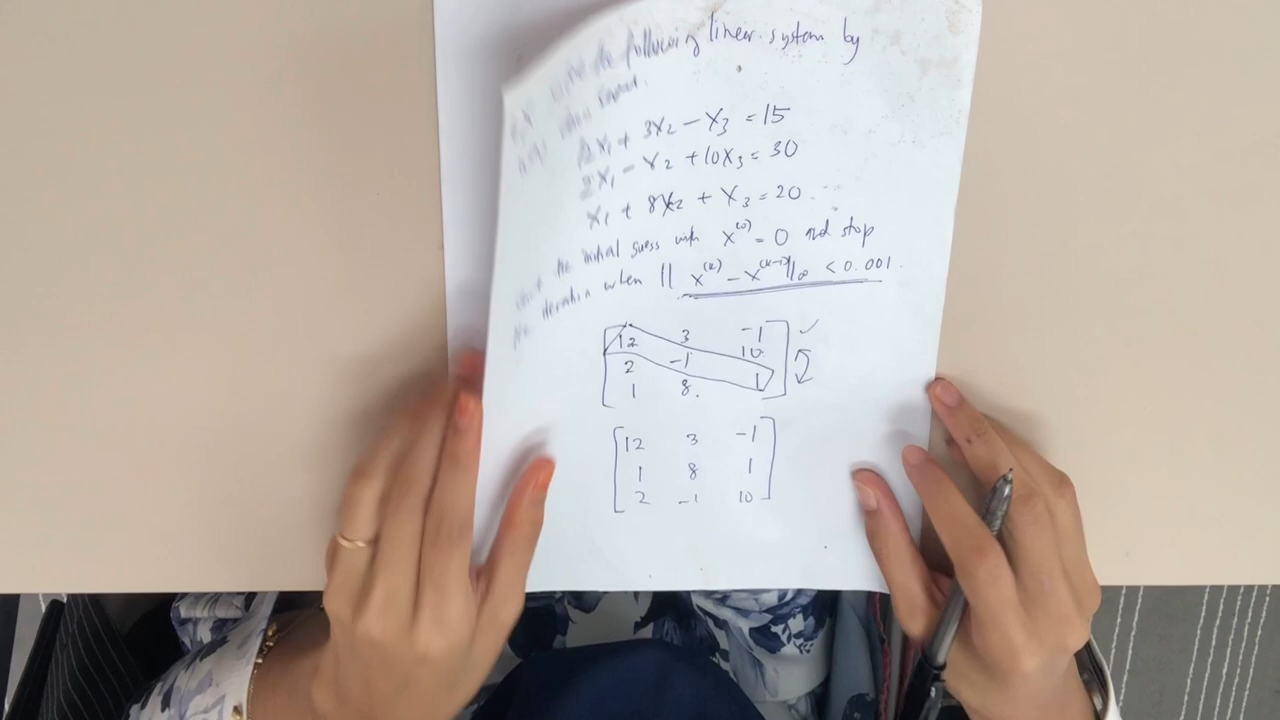 the following linear system by
12X₁ + 3X₂ − X₃ = 15
2X₁ − X₂ + 10X₃ = 30
X₁ + 8X₂ + X₃ = 20
the initial guess with X⁽⁰⁾ = 0 and stop
the iteration when || X⁽ᵏ⁾ − X⁽ᵏ⁻¹⁾||∞ < 0.001.
12 3 −1
2 −1 10
1 8 1
12 3 −1
1 8 1
2 −1 10